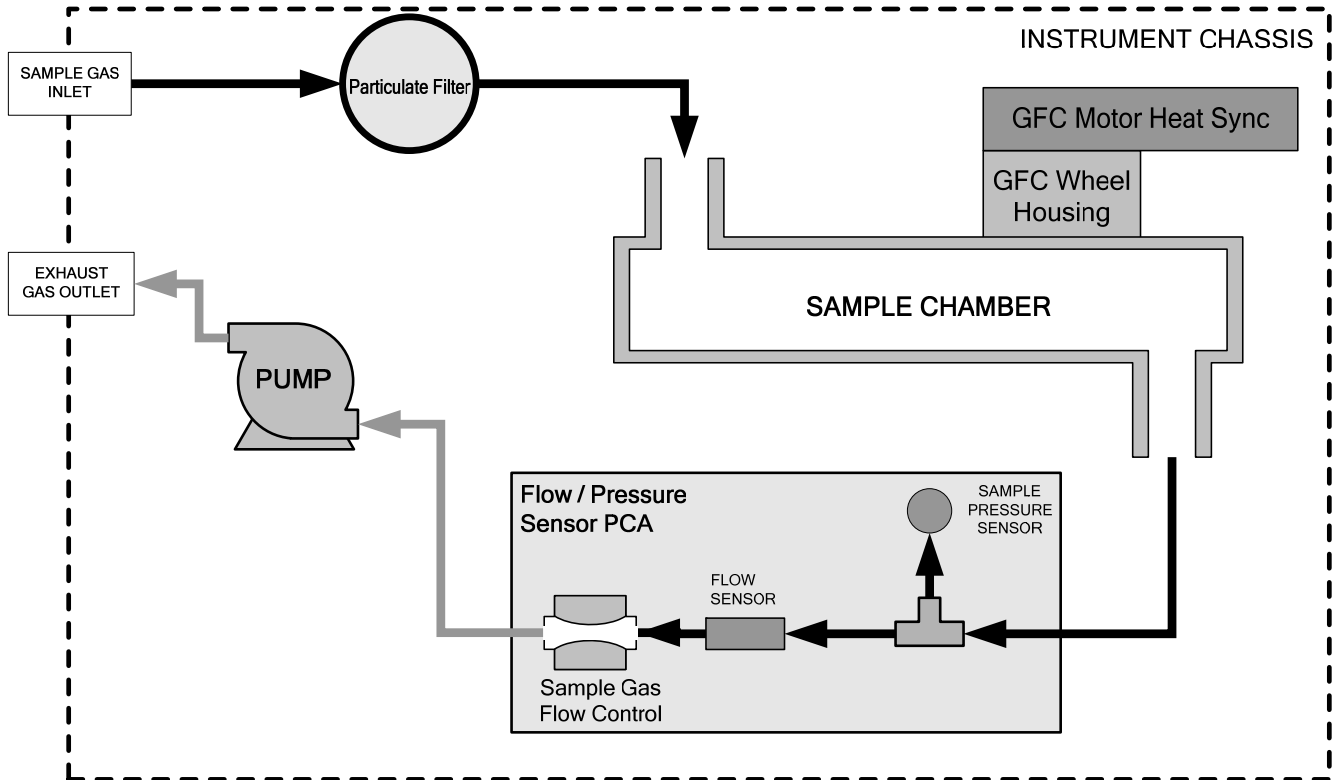 INSTRUMENT CHASSIS
SAMPLE GAS
INLET
Particulate Filter
GFC Motor Heat Sync
GFC Wheel
Housing
EXHAUST
GAS OUTLET
SAMPLE CHAMBER
PUMP
Flow / Pressure
Sensor PCA
SAMPLE
PRESSURE
SENSOR
FLOW
SENSOR
Sample Gas
Flow Control